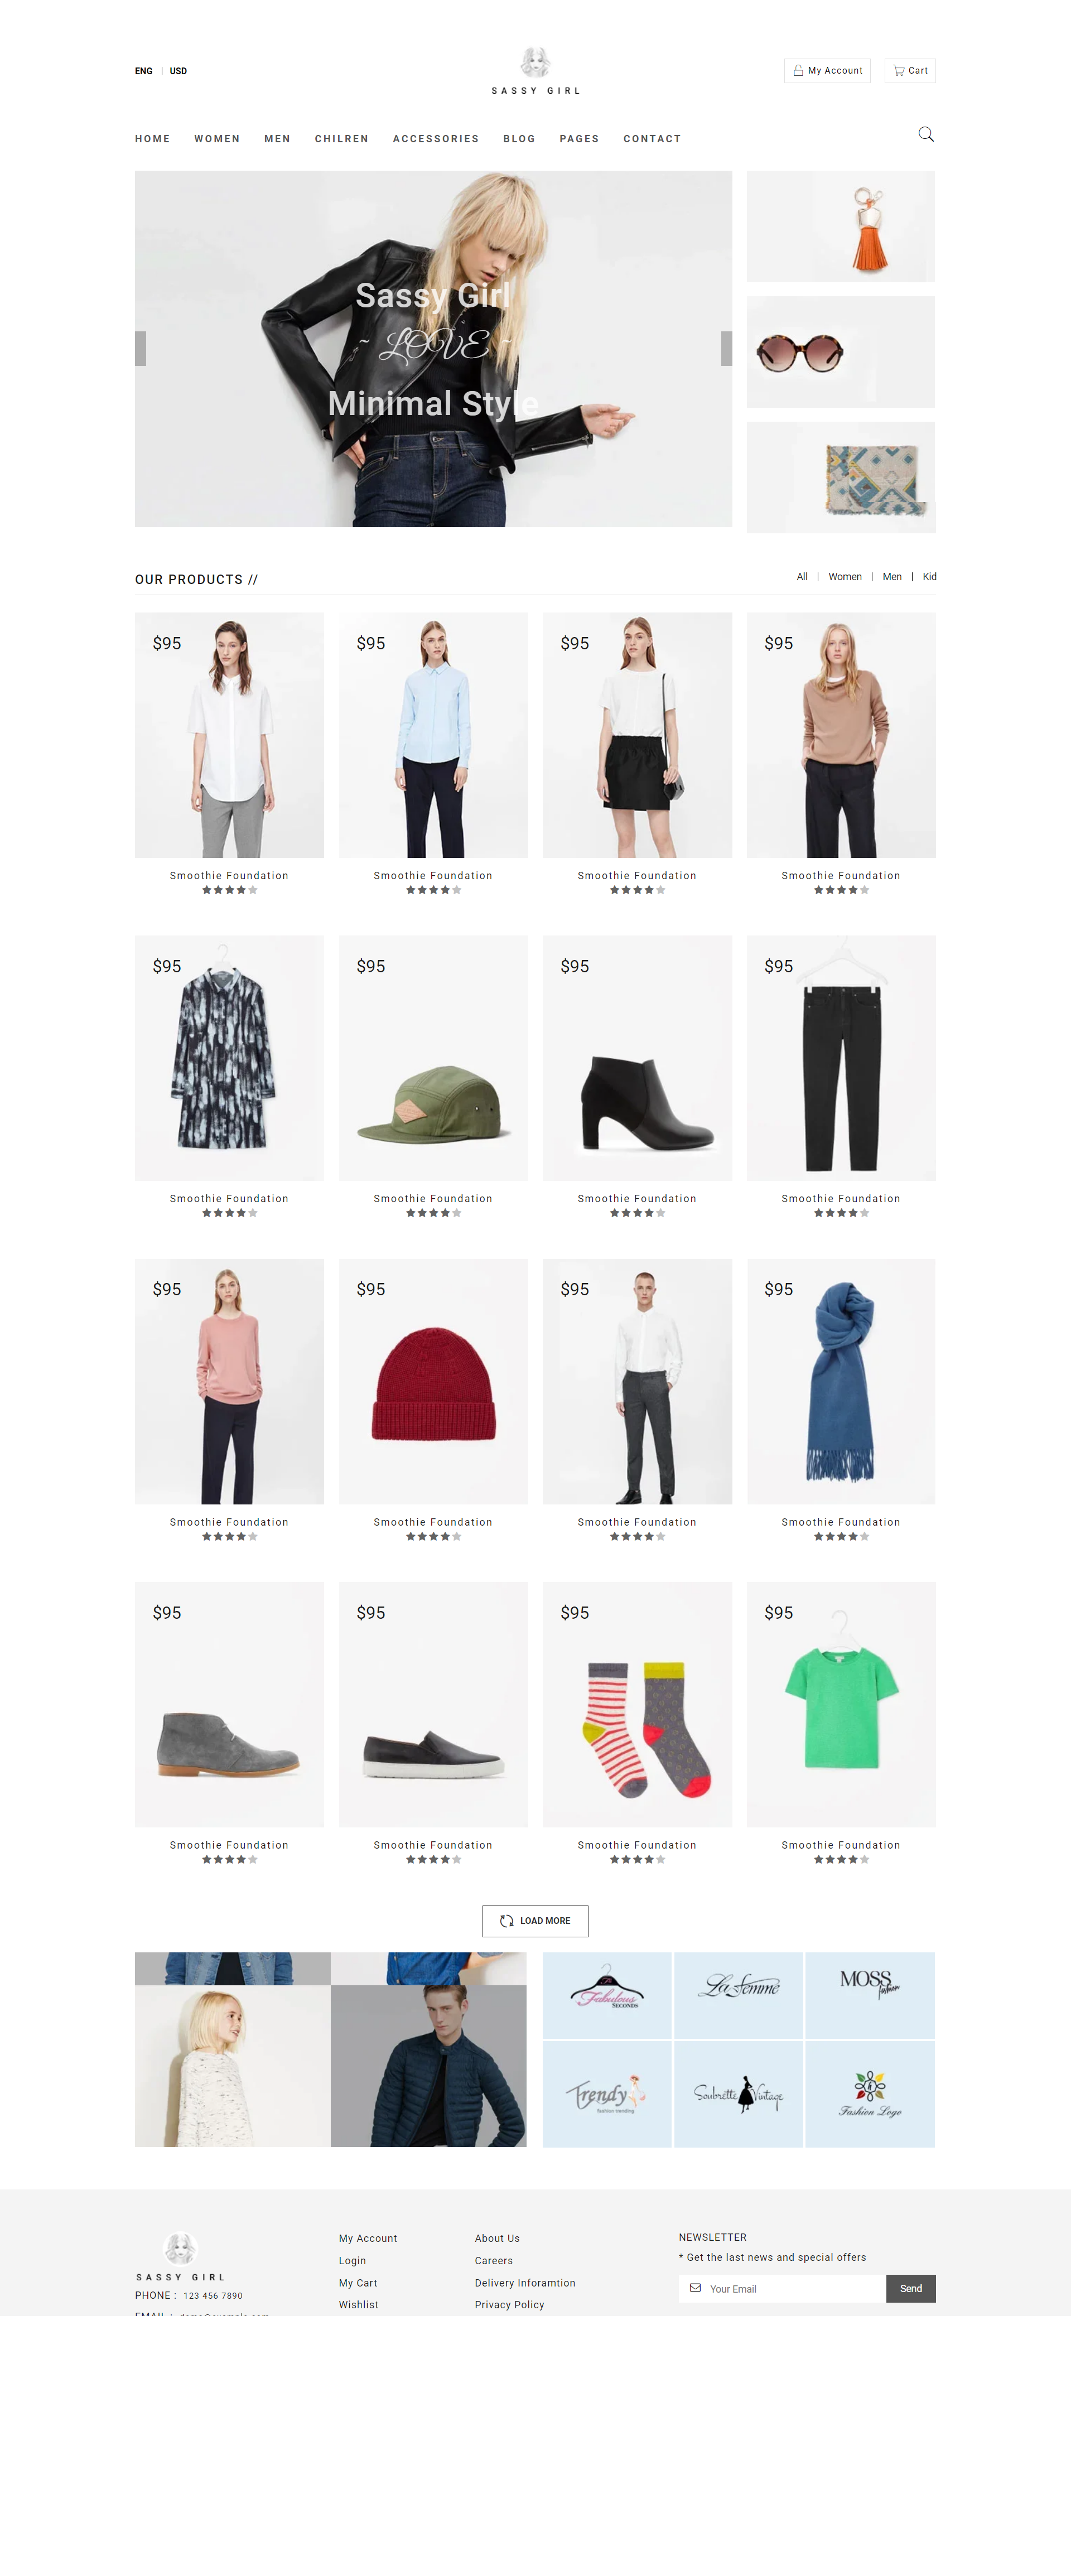 ENG | USD
SASSY GIRL
My Account
Cart
HOME WOMEN MEN CHILREN ACCESSORIES BLOG PAGES CONTACT
Sassy Girl
~ LOVE ~
Minimal Style
OUR PRODUCTS //
All | Women | Men | Kid
$95 $95 $95 $95
Smoothie Foundation Smoothie Foundation Smoothie Foundation Smoothie Foundation
$95 $95 $95 $95
Smoothie Foundation Smoothie Foundation Smoothie Foundation Smoothie Foundation
$95 $95 $95 $95
Smoothie Foundation Smoothie Foundation Smoothie Foundation Smoothie Foundation
$95 $95 $95 $95
Smoothie Foundation Smoothie Foundation Smoothie Foundation Smoothie Foundation
LOAD MORE
Fabulous
SECONDS
La femme
MOSS
fashion
Trendy
fashion trending
Soubrette Vintage
Fashion Logo
SASSY GIRL
PHONE : 123 456 7890
My Account
Login
My Cart
Wishlist
About Us
Careers
Delivery Inforamtion
Privacy Policy
NEWSLETTER
* Get the last news and special offers
Your Email
Send